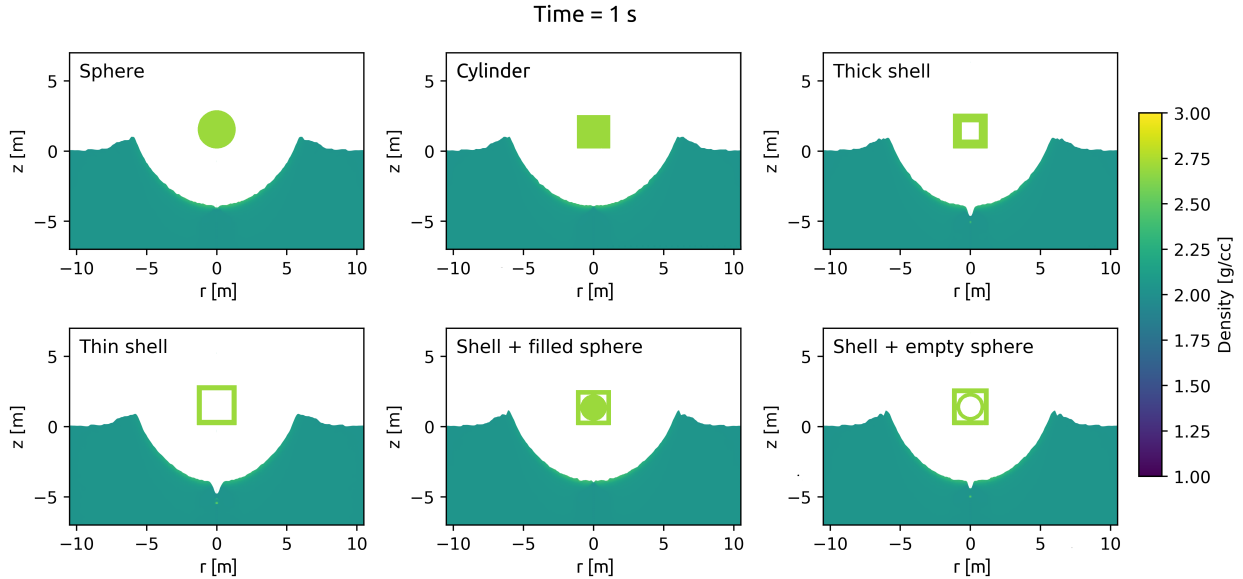 Time = 1 s
Sphere
5
0
−5
z [m]
−10 −5 0 5 10
r [m]
Cylinder
5
0
−5
z [m]
−10 −5 0 5 10
r [m]
Thick shell
5
0
−5
z [m]
−10 −5 0 5 10
r [m]
Thin shell
5
0
−5
z [m]
−10 −5 0 5 10
r [m]
Shell + filled sphere
5
0
−5
z [m]
−10 −5 0 5 10
r [m]
Shell + empty sphere
5
0
−5
z [m]
−10 −5 0 5 10
r [m]
3.00
2.75
2.50
2.25
2.00
1.75
1.50
1.25
1.00
Density [g/cc]